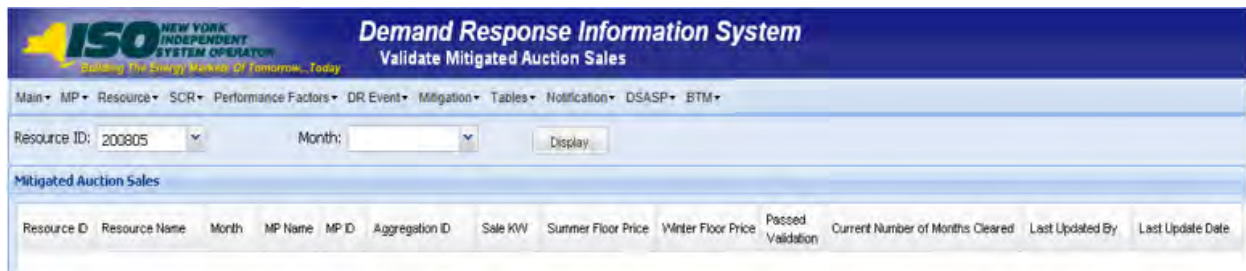 NEW YORK
INDEPENDENT
SYSTEM OPERATOR
ISO
Building The Energy Markets Of Tomorrow...Today
Demand Response Information System
Validate Mitigated Auction Sales
Main MP Resource SCR Performance Factors DR Event Mitigation Tables Notification DSASP BTM
Resource ID: 200805 Month: Display
Mitigated Auction Sales
Resource ID Resource Name Month MP Name MP ID Aggregation ID Sale KW Summer Floor Price Winter Floor Price Passed Validation Current Number of Months Cleared Last Updated By Last Update Date